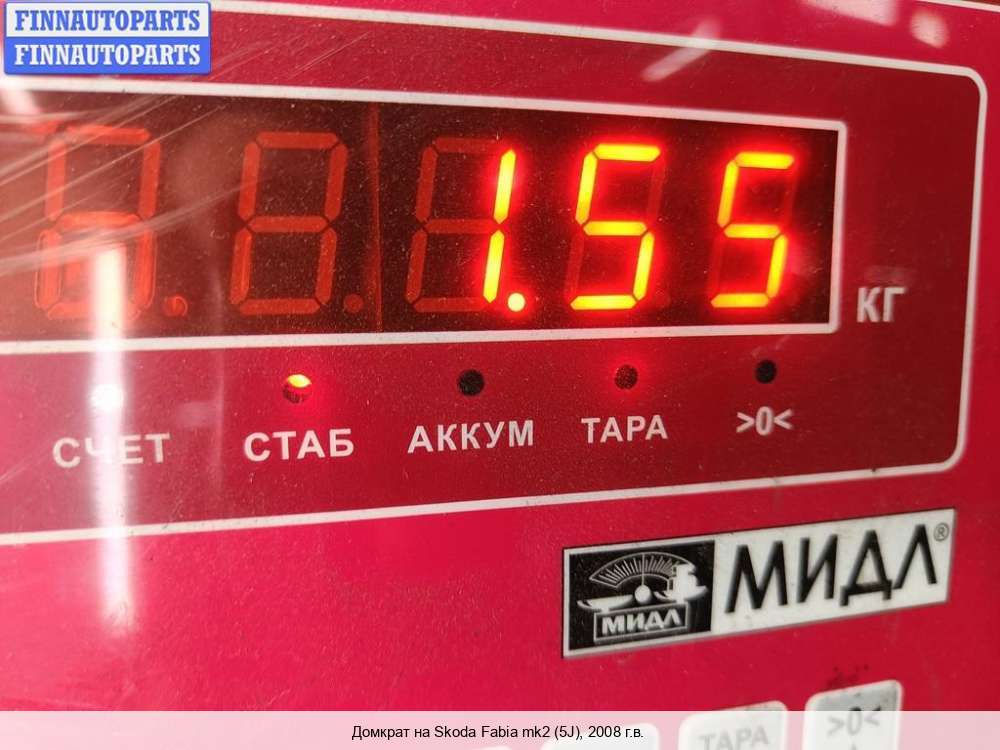 FINNAUTOPARTS
FINNAUTOPARTS
1.55
КГ
СЧЕТ СТАБ АККУМ ТАРА >0<
МИДЛ МИДЛ®
ТАРА >0<
Домкрат на Skoda Fabia mk2 (5J), 2008 г.в.